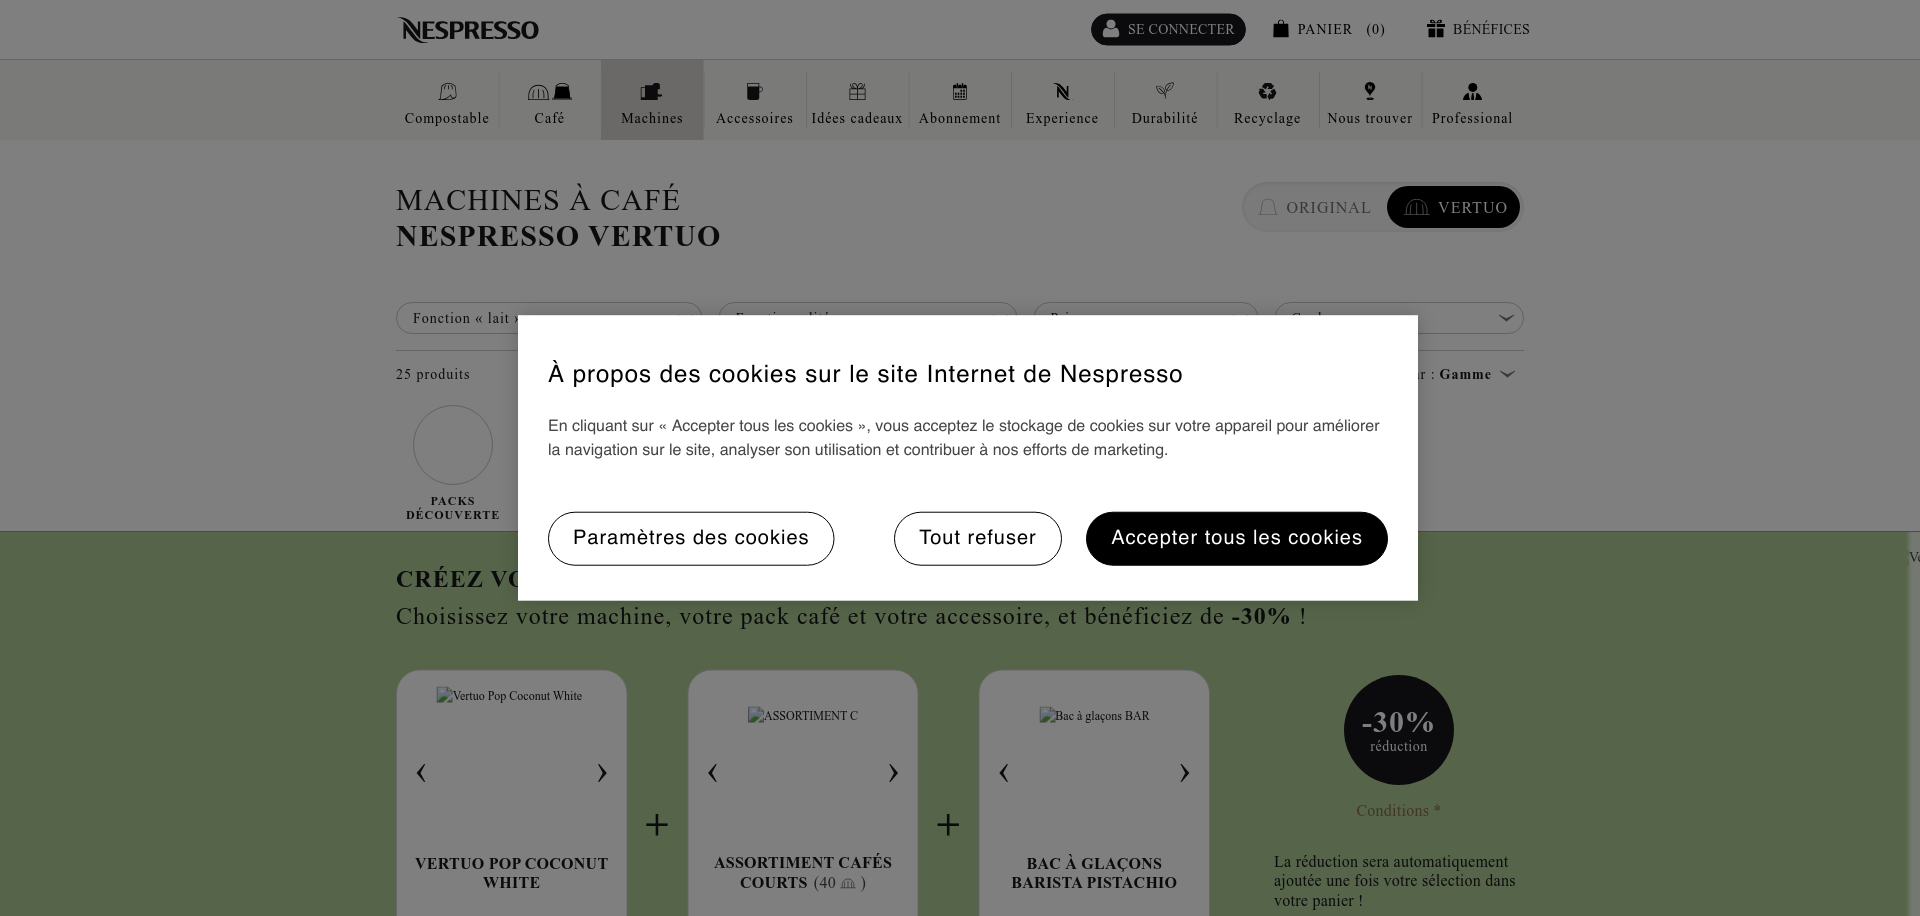 NESPRESSO
SE CONNECTER
PANIER (0)
BÉNÉFICES
Compostable
Café
Machines
Accessoires
Idées cadeaux
Abonnement
Experience
Durabilité
Recyclage
Nous trouver
Professional
MACHINES À CAFÉ
NESPRESSO VERTUO
ORIGINAL
VERTUO
Fonction « lait »
25 produits
: Gamme
PACKS
DÉCOUVERTE
À propos des cookies sur le site Internet de Nespresso
En cliquant sur « Accepter tous les cookies », vous acceptez le stockage de cookies sur votre appareil pour améliorer
la navigation sur le site, analyser son utilisation et contribuer à nos efforts de marketing.
Paramètres des cookies
Tout refuser
Accepter tous les cookies
CRÉEZ
Choisissez votre machine, votre pack café et votre accessoire, et bénéficiez de -30% !
Vertuo Pop Coconut White
ASSORTIMENT C
Bac à glaçons BAR
‹ ›
‹ ›
‹ ›
+
+
-30%
réduction
Conditions *
VERTUO POP COCONUT
WHITE
ASSORTIMENT CAFÉS
COURTS (40 )
BAC À GLAÇONS
BARISTA PISTACHIO
La réduction sera automatiquement
ajoutée une fois votre sélection dans
votre panier !